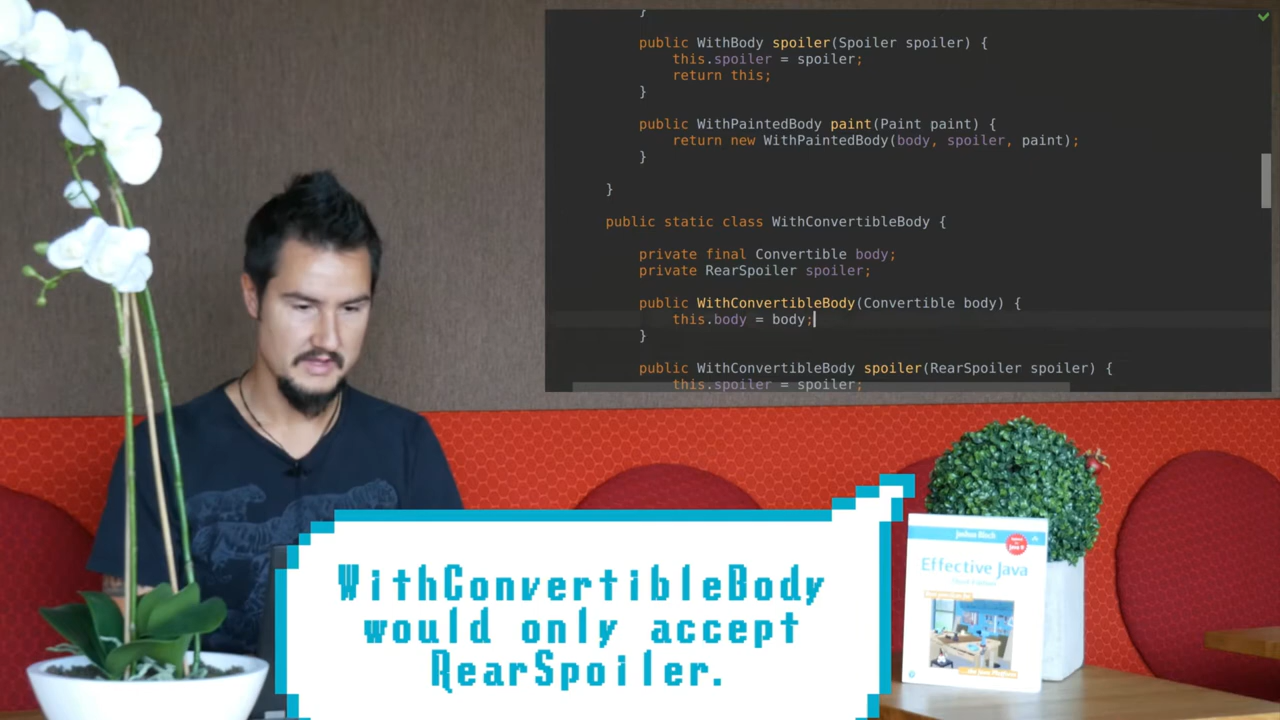 }
public WithBody spoiler(Spoiler spoiler) {
this.spoiler = spoiler;
return this;
}
public WithPaintedBody paint(Paint paint) {
return new WithPaintedBody(body, spoiler, paint);
}
}
public static class WithConvertibleBody {
private final Convertible body;
private RearSpoiler spoiler;
public WithConvertibleBody(Convertible body) {
this.body = body;
}
public WithConvertibleBody spoiler(RearSpoiler spoiler) {
this.spoiler = spoiler;
WithConvertibleBody
would only accept
RearSpoiler.
Joshua Bloch
Effective Java